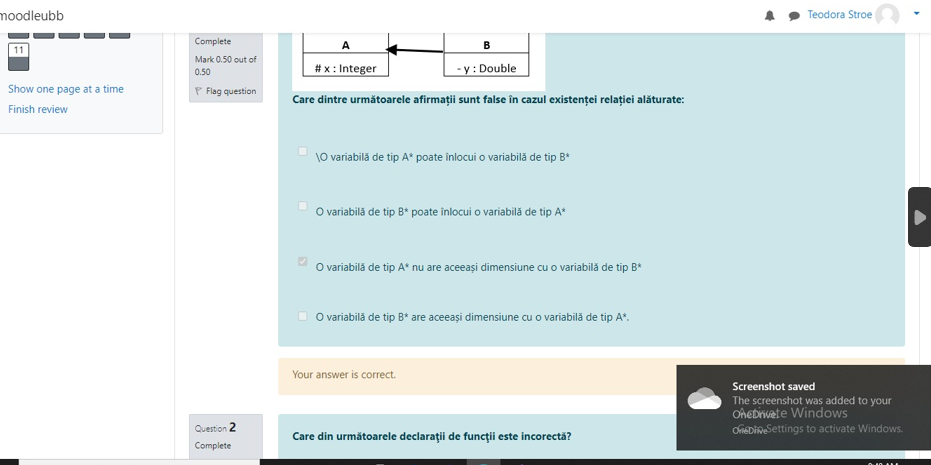 moodleubb
Teodora Stroe
11
Show one page at a time
Finish review
Complete
Mark 0.50 out of
0.50
Flag question
A
# x : Integer
B
- y : Double
Care dintre următoarele afirmații sunt false în cazul existenței relației alăturate:
\O variabilă de tip A* poate înlocui o variabilă de tip B*
O variabilă de tip B* poate înlocui o variabilă de tip A*
O variabilă de tip A* nu are aceeași dimensiune cu o variabilă de tip B*
O variabilă de tip B* are aceeași dimensiune cu o variabilă de tip A*.
Your answer is correct.
Question 2
Complete
Care din următoarele declarații de funcții este incorectă?
Screenshot saved
The screenshot was added to your
OneDrive.
OneDrive
Activate Windows
Go to Settings to activate Windows.